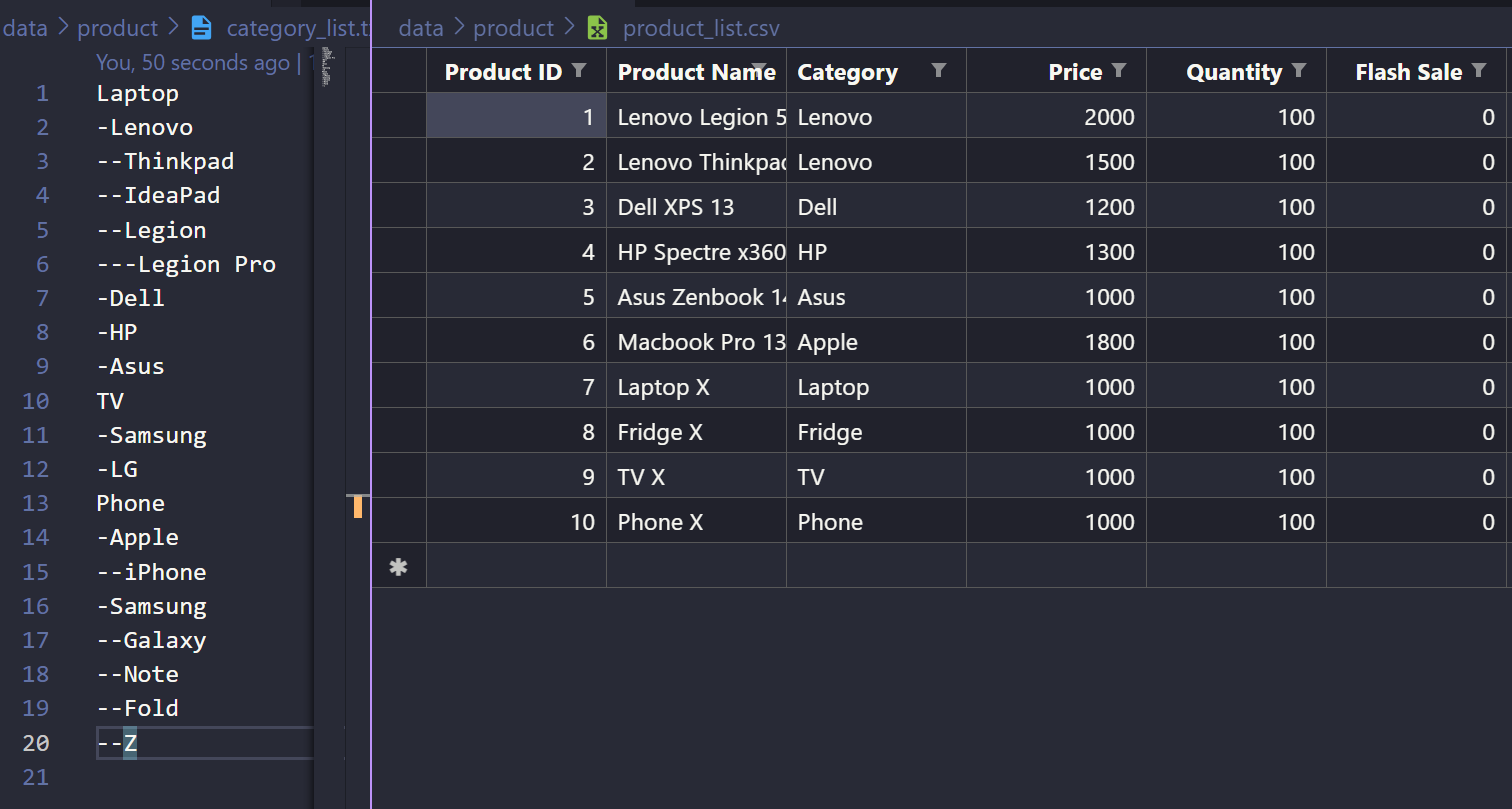 data > product > category_list.t
You, 50 seconds ago |
1 Laptop
2 -Lenovo
3 --Thinkpad
4 --IdeaPad
5 --Legion
6 ---Legion Pro
7 -Dell
8 -HP
9 -Asus
10 TV
11 -Samsung
12 -LG
13 Phone
14 -Apple
15 --iPhone
16 -Samsung
17 --Galaxy
18 --Note
19 --Fold
20 --Z
21
data > product > product_list.csv
Product ID Product Name Category Price Quantity Flash Sale
1 Lenovo Legion 5 Lenovo 2000 100 0
2 Lenovo Thinkpad Lenovo 1500 100 0
3 Dell XPS 13 Dell 1200 100 0
4 HP Spectre x360 HP 1300 100 0
5 Asus Zenbook 14 Asus 1000 100 0
6 Macbook Pro 13 Apple 1800 100 0
7 Laptop X Laptop 1000 100 0
8 Fridge X Fridge 1000 100 0
9 TV X TV 1000 100 0
10 Phone X Phone 1000 100 0